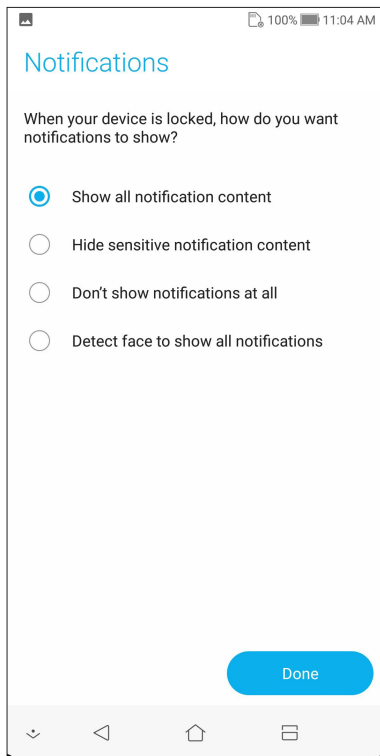 100% 11:04 AM
Notifications
When your device is locked, how do you want
notifications to show?
Show all notification content
Hide sensitive notification content
Don't show notifications at all
Detect face to show all notifications
Done